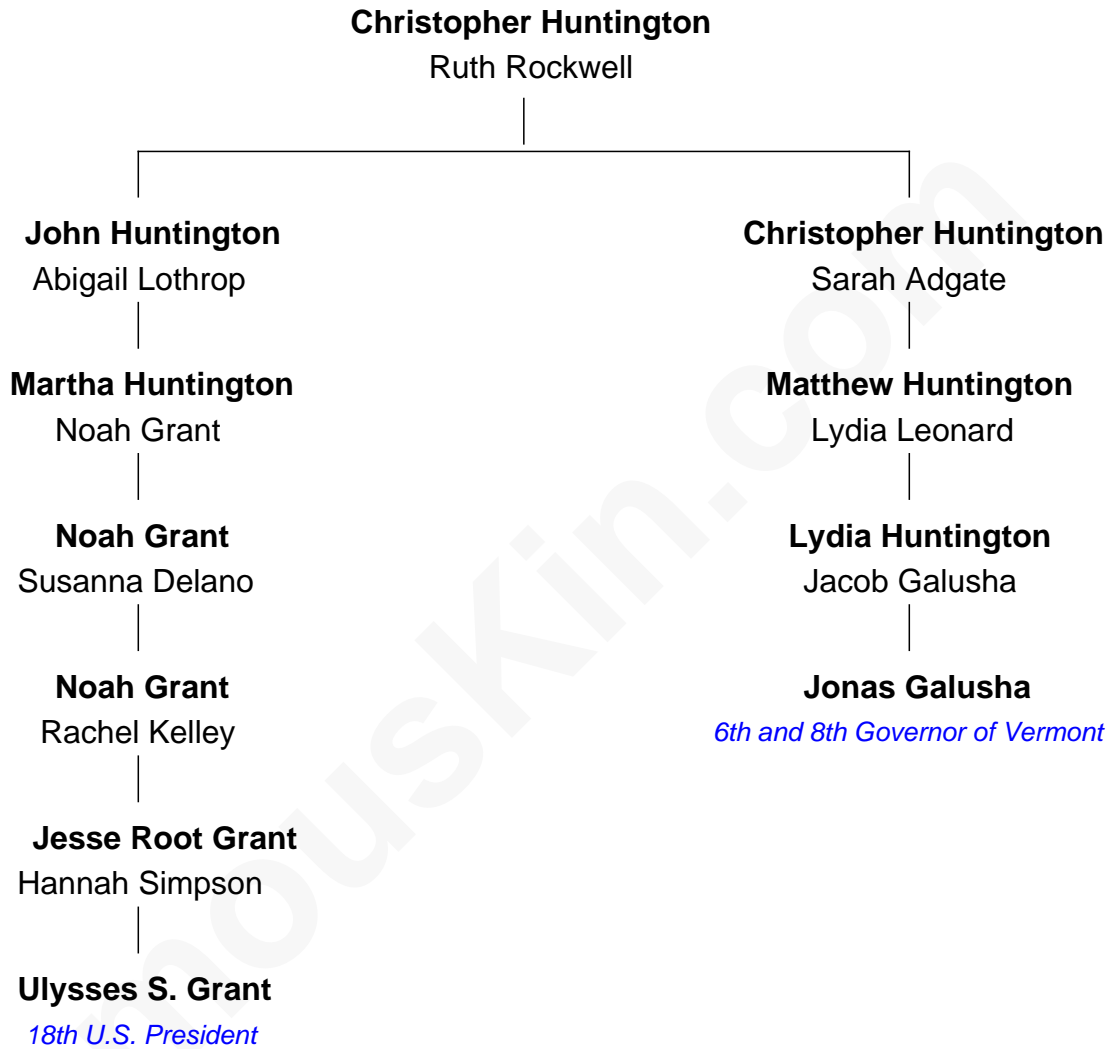 Christopher Huntington
Ruth Rockwell
John Huntington
Abigail Lothrop
Christopher Huntington
Sarah Adgate
Martha Huntington
Noah Grant
Matthew Huntington
Lydia Leonard
Noah Grant
Susanna Delano
Lydia Huntington
Jacob Galusha
Noah Grant
Rachel Kelley
Jonas Galusha
6th and 8th Governor of Vermont
Jesse Root Grant
Hannah Simpson
Ulysses S. Grant
18th U.S. President
mousKin.com